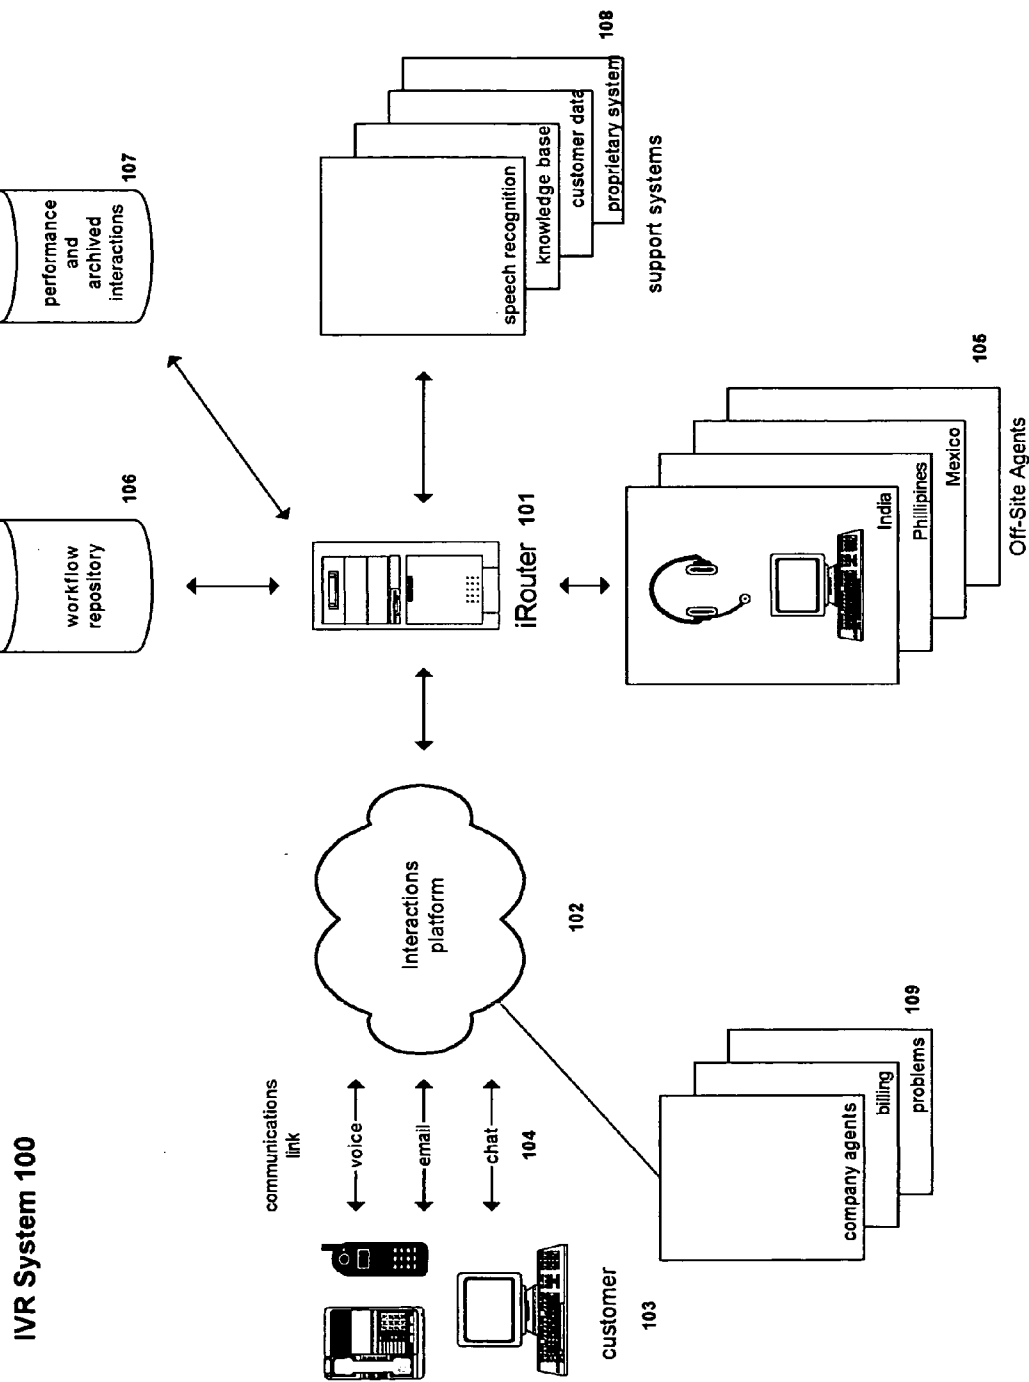 IVR System 100
workflow
repository
106
performance
and
archived
interactions
107
communications
link
voice
email
chat
104
customer
103
Interactions
platform
102
iRouter 101
speech recognition
knowledge base
customer data
proprietary system
108
support systems
company agents
billing
problems
109
India
Phillipines
Mexico
105
Off-Site Agents